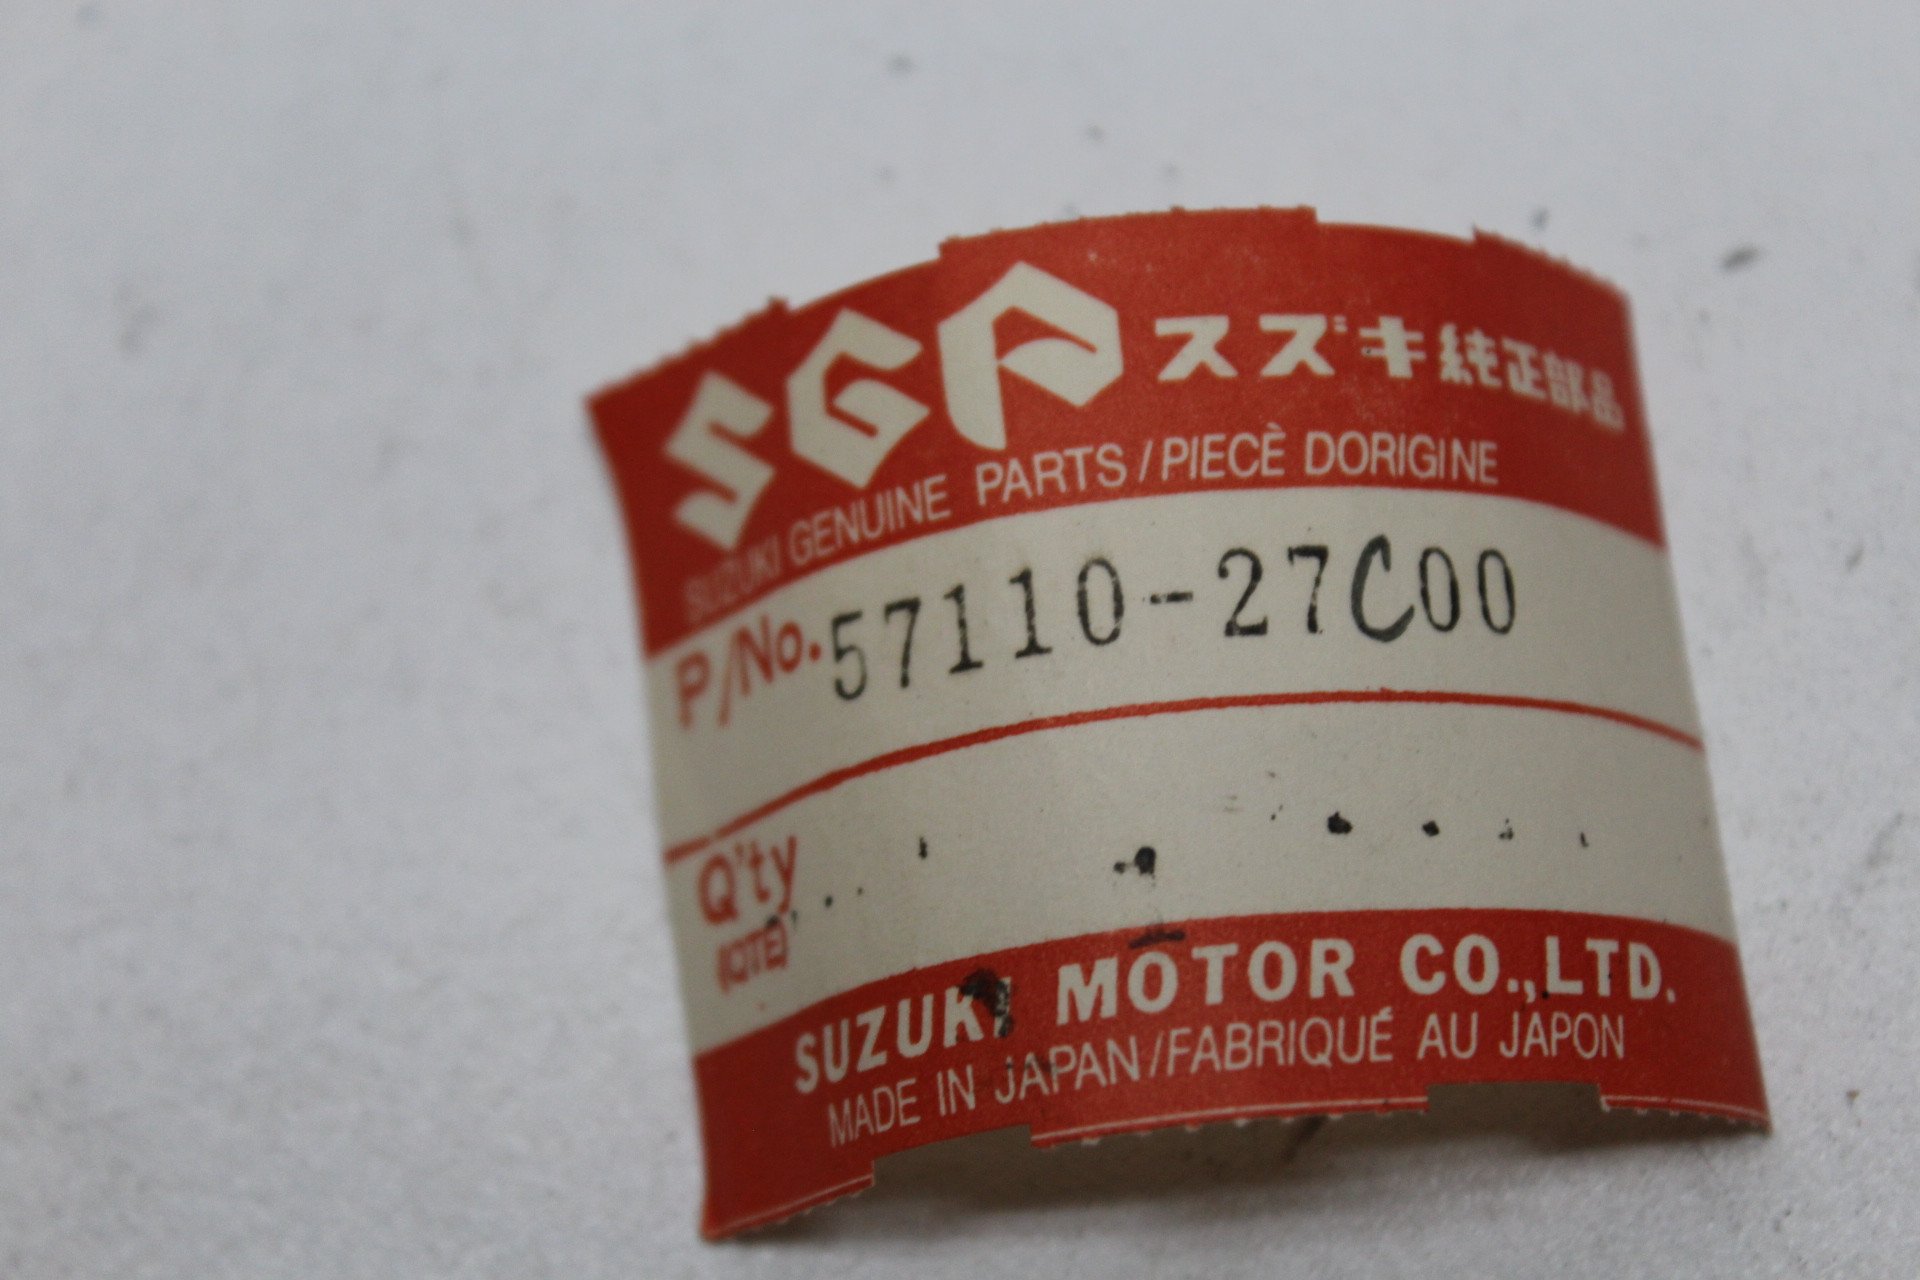 SGP スズキ純正部品
SUZUKI GENUINE PARTS/PIECÈ DORIGINE
P/No. 57110-27C00
Q'ty
(QTÉ)
SUZUKI MOTOR CO.,LTD.
MADE IN JAPAN/FABRIQUÉ AU JAPON